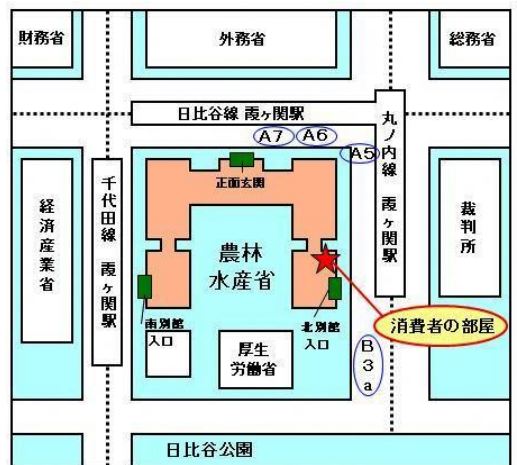 財務省
外務省
総務省
日比谷線 霞ヶ関駅
A7
A6
A5
丸ノ内線 霞ヶ関駅
正面玄関
経済産業省
千代田線 霞ヶ関駅
農林
水産省
裁判所
消費者の部屋
南別館
入口
北別館
入口
厚生
労働省
B3a
日比谷公園